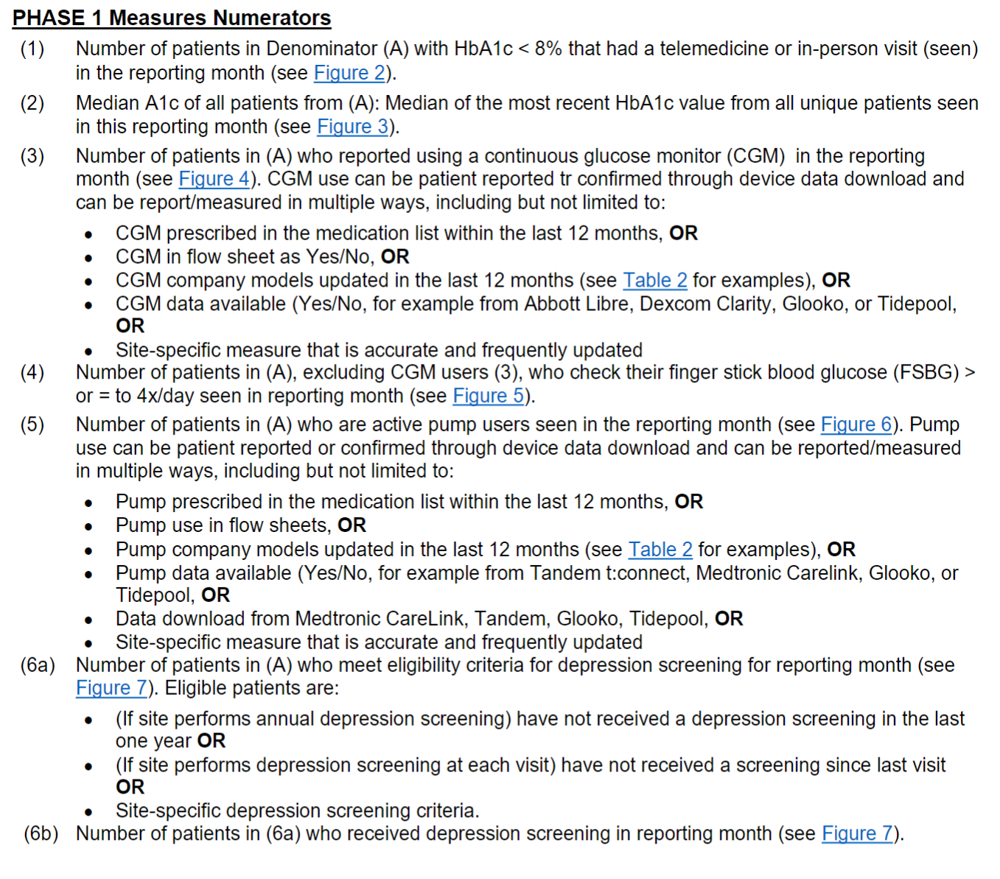 PHASE 1 Measures Numerators
(1) Number of patients in Denominator (A) with HbA1c < 8% that had a telemedicine or in-person visit (seen)
in the reporting month (see Figure 2).
(2) Median A1c of all patients from (A): Median of the most recent HbA1c value from all unique patients seen
in this reporting month (see Figure 3).
(3) Number of patients in (A) who reported using a continuous glucose monitor (CGM)  in the reporting
month (see Figure 4). CGM use can be patient reported tr confirmed through device data download and
can be report/measured in multiple ways, including but not limited to:
• CGM prescribed in the medication list within the last 12 months, OR
• CGM in flow sheet as Yes/No, OR
• CGM company models updated in the last 12 months (see Table 2 for examples), OR
• CGM data available (Yes/No, for example from Abbott Libre, Dexcom Clarity, Glooko, or Tidepool,
OR
• Site-specific measure that is accurate and frequently updated
(4) Number of patients in (A), excluding CGM users (3), who check their finger stick blood glucose (FSBG) >
or = to 4x/day seen in reporting month (see Figure 5).
(5) Number of patients in (A) who are active pump users seen in the reporting month (see Figure 6). Pump
use can be patient reported or confirmed through device data download and can be reported/measured
in multiple ways, including but not limited to:
• Pump prescribed in the medication list within the last 12 months, OR
• Pump use in flow sheets, OR
• Pump company models updated in the last 12 months (see Table 2 for examples), OR
• Pump data available (Yes/No, for example from Tandem t:connect, Medtronic Carelink, Glooko, or
Tidepool, OR
• Data download from Medtronic CareLink, Tandem, Glooko, Tidepool, OR
• Site-specific measure that is accurate and frequently updated
(6a) Number of patients in (A) who meet eligibility criteria for depression screening for reporting month (see
Figure 7). Eligible patients are:
• (If site performs annual depression screening) have not received a depression screening in the last
one year OR
• (If site performs depression screening at each visit) have not received a screening since last visit
OR
• Site-specific depression screening criteria.
(6b) Number of patients in (6a) who received depression screening in reporting month (see Figure 7).